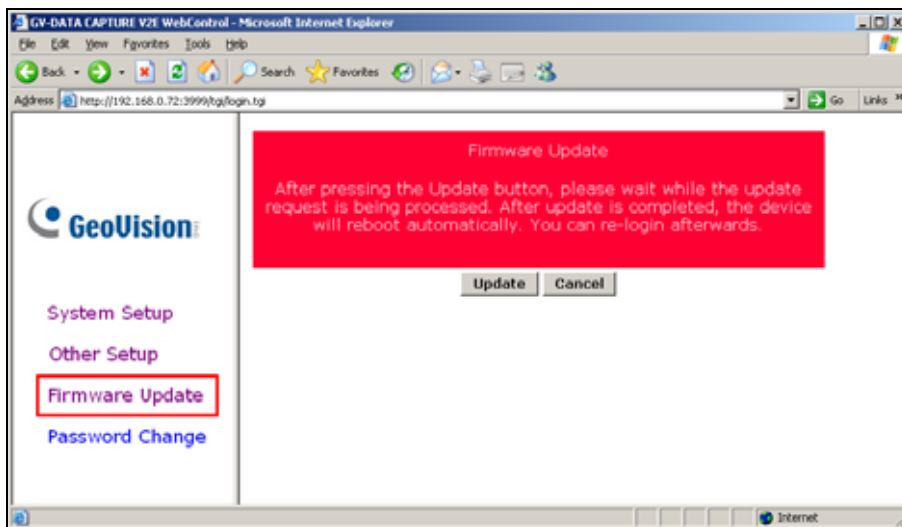 GV-DATA CAPTURE V2E WebControl - Microsoft Internet Explorer
File Edit View Favorites Tools Help
Back Search Favorites
Address http://192.168.0.72:3999/tgi/login.tgi Go Links »
Firmware Update
After pressing the Update button, please wait while the update
request is being processed. After update is completed, the device
will reboot automatically. You can re-login afterwards.
Update Cancel
GeoVision
System Setup
Other Setup
Firmware Update
Password Change
Internet